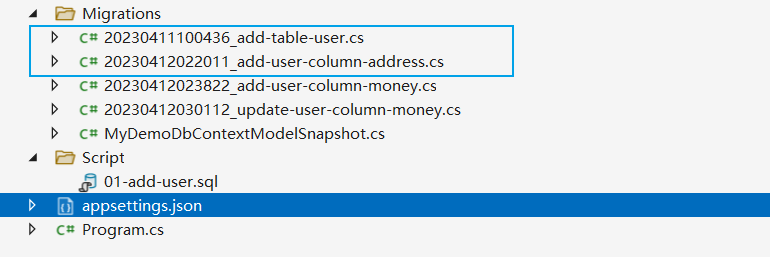 Migrations
C# 20230411100436_add-table-user.cs
C# 20230412022011_add-user-column-address.cs
C# 20230412023822_add-user-column-money.cs
C# 20230412030112_update-user-column-money.cs
C# MyDemoDbContextModelSnapshot.cs
Script
01-add-user.sql
appsettings.json
C# Program.cs